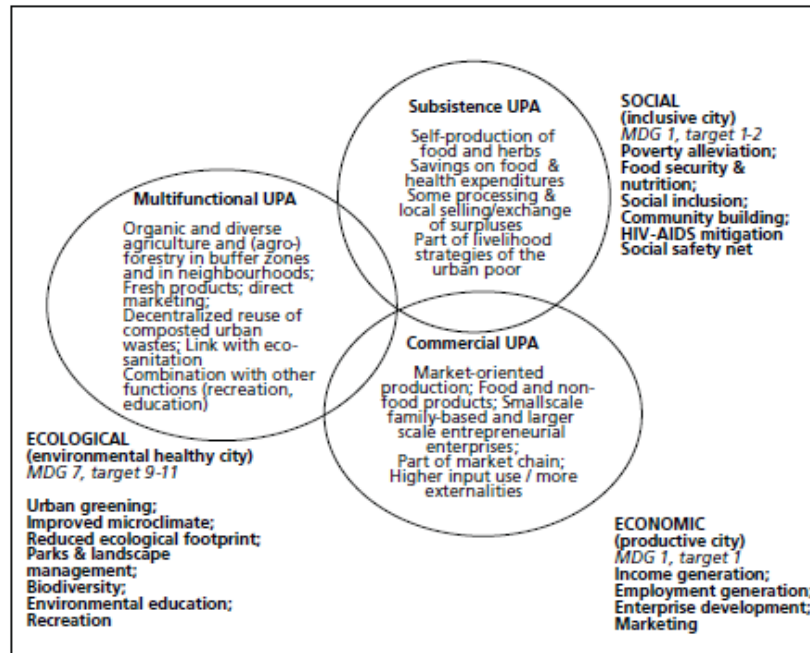 Subsistence UPA
Self-production of
food and herbs
Savings on food &
health expenditures
Some processing &
local selling/exchange
of surpluses
Part of livelihood
strategies of the
urban poor
SOCIAL
(inclusive city)
MDG 1, target 1-2
Poverty alleviation;
Food security &
nutrition;
Social inclusion;
Community building;
HIV-AIDS mitigation
Social safety net
Multifunctional UPA
Organic and diverse
agriculture and (agro-)
forestry in buffer zones
and in neighbourhoods;
Fresh products; direct
marketing;
Decentralized reuse of
composted urban
wastes; Link with eco-
sanitation
Combination with other
functions (recreation,
education)
Commercial UPA
Market-oriented
production; Food and non-
food products; Smallscale
family-based and larger
scale entrepreneurial
enterprises;
Part of market chain;
Higher input use / more
externalities
ECOLOGICAL
(environmental healthy city)
MDG 7, target 9-11
Urban greening;
Improved microclimate;
Reduced ecological footprint;
Parks & landscape
management;
Biodiversity;
Environmental education;
Recreation
ECONOMIC
(productive city)
MDG 1, target 1
Income generation;
Employment generation;
Enterprise development;
Marketing